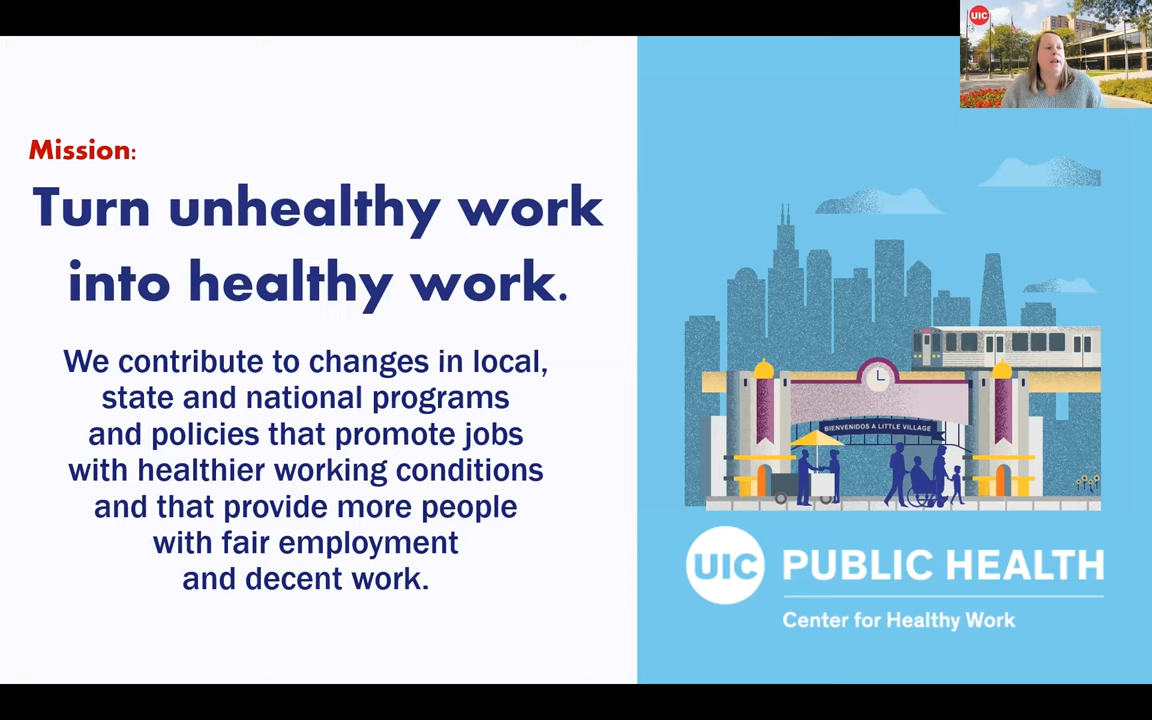 UIC
Mission:
Turn unhealthy work
into healthy work.
We contribute to changes in local,
state and national programs
and policies that promote jobs
with healthier working conditions
and that provide more people
with fair employment
and decent work.
BIENVENIDOS A LITTLE VILLAGE
UIC PUBLIC HEALTH
Center for Healthy Work